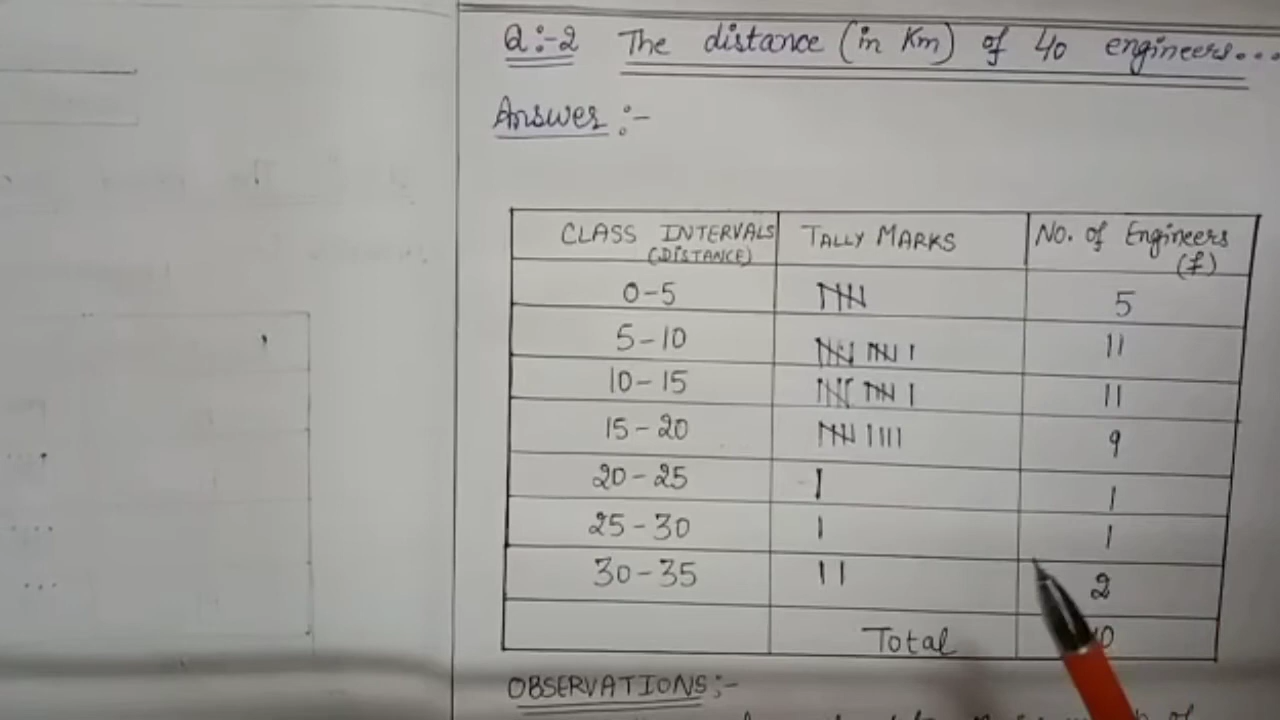 Q:-2 The distance (in Km) of 40 engineers...
Answer:-
CLASS INTERVALS (DISTANCE) TALLY MARKS No. of Engineers (f)
0-5 5
5-10 11
10-15 11
15-20 9
20-25 1
25-30 1
30-35 2
Total
OBSERVATIONS:-